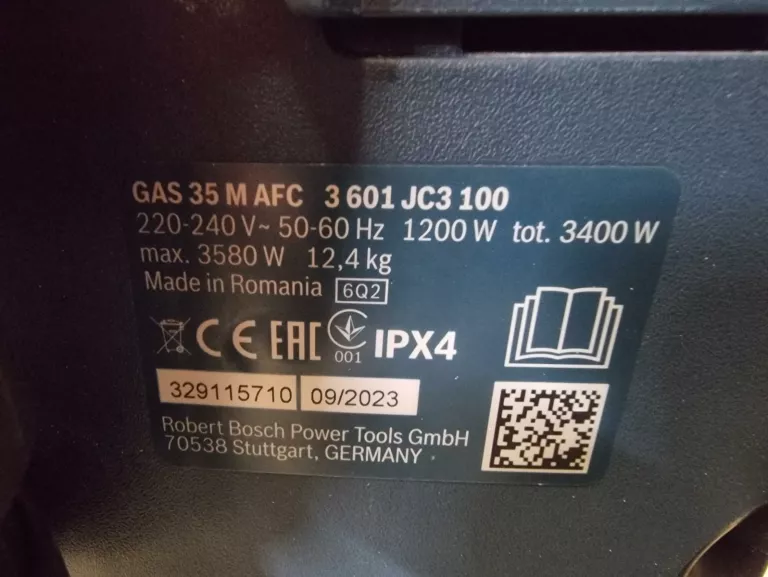 GAS 35 M AFC 3 601 JC3 100
220-240 V~ 50-60 Hz 1200 W tot. 3400 W
max. 3580 W 12,4 kg
Made in Romania 6Q2
CE EAC 001 IPX4
329115710 09/2023
Robert Bosch Power Tools GmbH
70538 Stuttgart, GERMANY